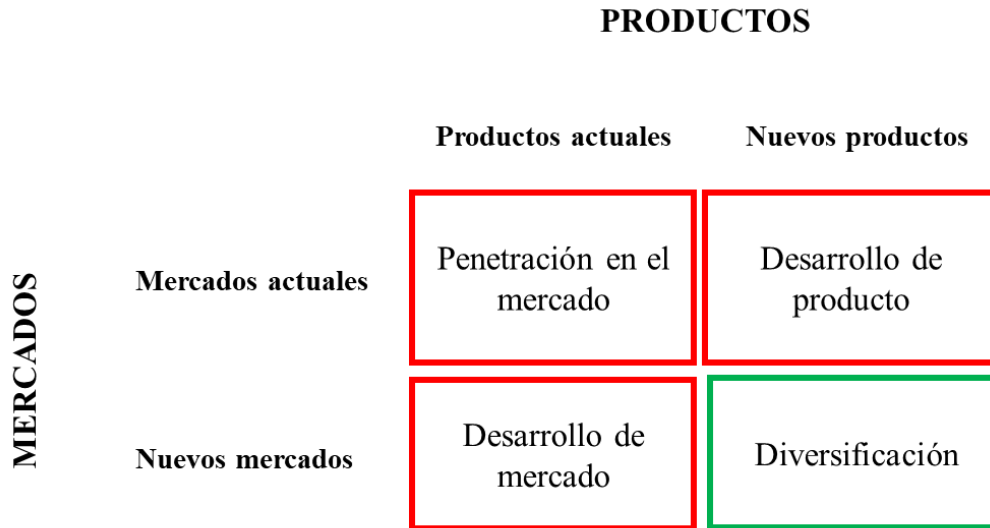 PRODUCTOS
Productos actuales
Nuevos productos
MERCADOS
Mercados actuales
Penetración en el
mercado
Desarrollo de
producto
Nuevos mercados
Desarrollo de
mercado
Diversificación